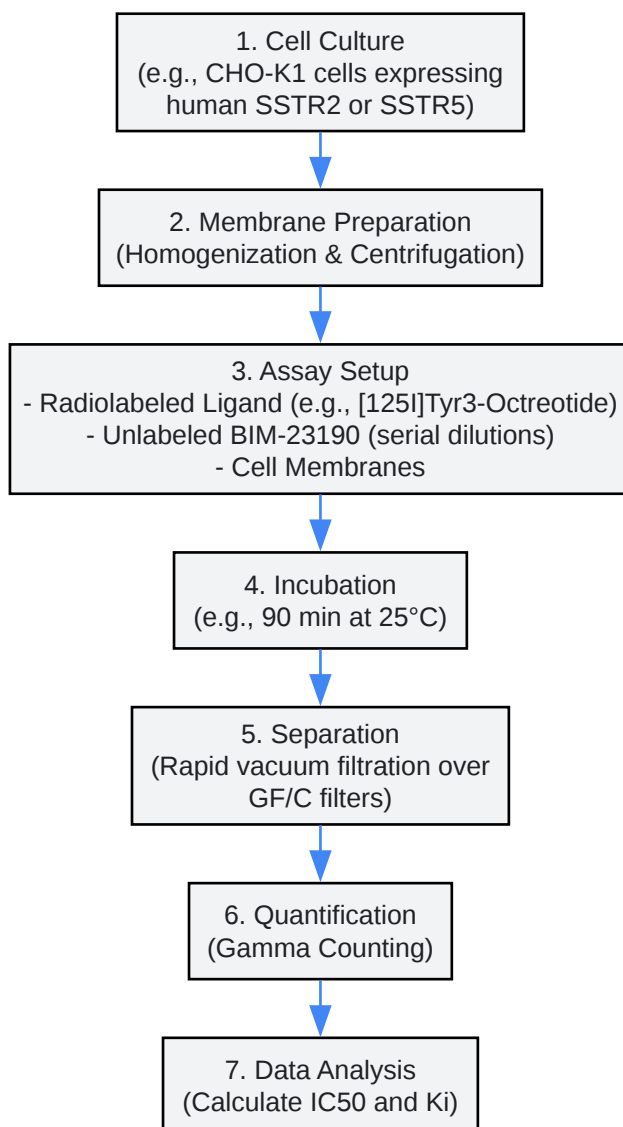 1. Cell Culture
(e.g., CHO-K1 cells expressing
human SSTR2 or SSTR5)
2. Membrane Preparation
(Homogenization & Centrifugation)
3. Assay Setup
- Radiolabeled Ligand (e.g., [125I]Tyr3-Octreotide)
- Unlabeled BIM-23190 (serial dilutions)
- Cell Membranes
4. Incubation
(e.g., 90 min at 25°C)
5. Separation
(Rapid vacuum filtration over
GF/C filters)
6. Quantification
(Gamma Counting)
7. Data Analysis
(Calculate IC50 and Ki)